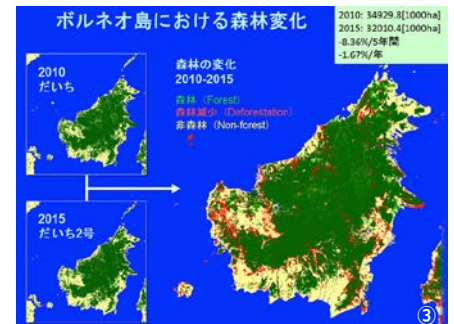 ボルネオ島における森林変化
2010: 34929.8[1000ha]
2015: 32010.4[1000ha]
-8.36%/5年間
-1.67%/年
2010
だいち
森林の変化
2010-2015
森林（Forest）
森林減少（Deforestation）
非森林（Non-forest）
2015
だいち2号
③